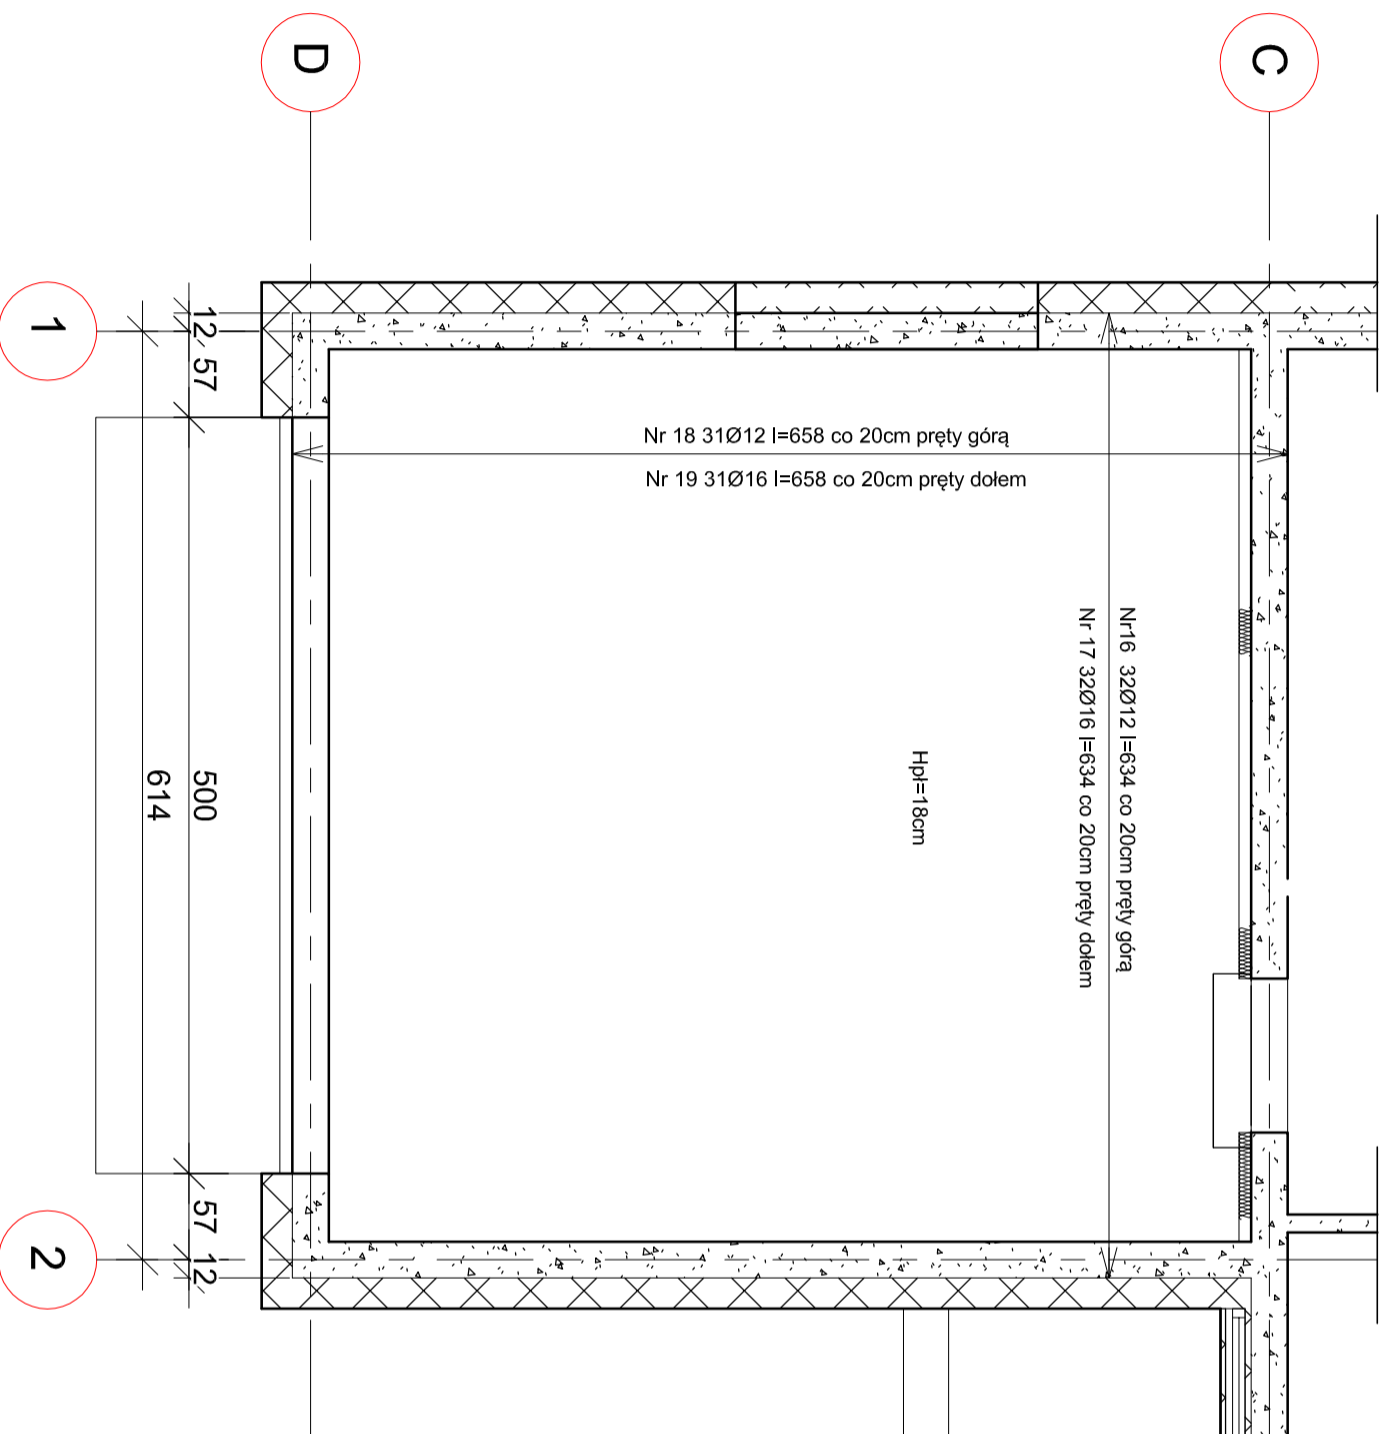 D
C
1
12
57
500
614
57
12
2
Nr 18 31Ø12 l=658 co 20cm pręty górą
Nr 19 31Ø16 l=658 co 20cm pręty dołem
Nr16 32Ø12 l=634 co 20cm pręty górą
Nr 17 32Ø16 l=634 co 20cm pręty dołem
Hpł=18cm